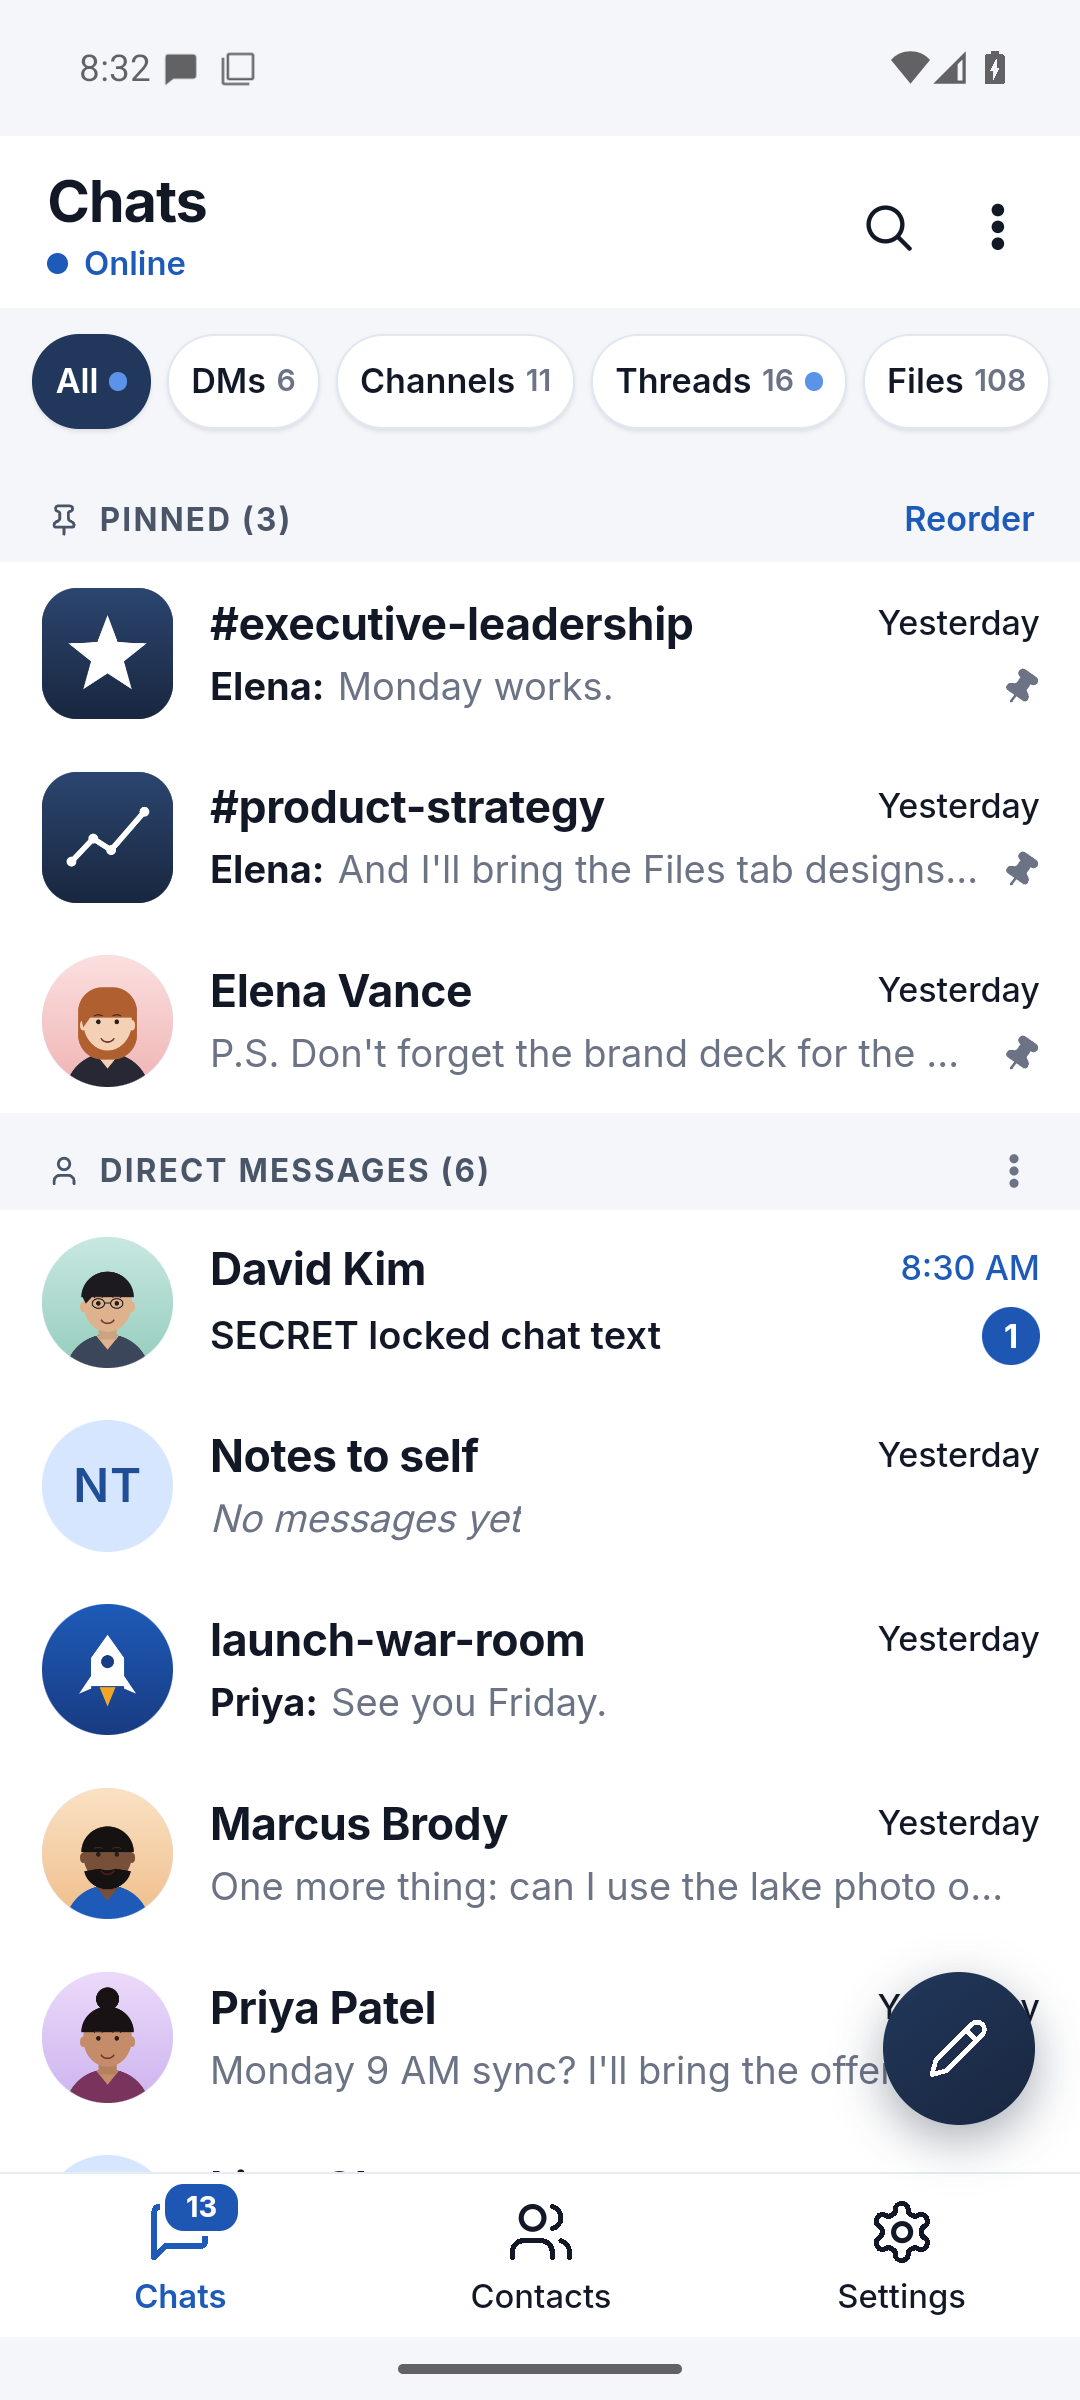 8:32
Chats
Online
All
DMs 6
Channels 11
Threads 16
Files 108
PINNED (3)
Reorder
#executive-leadership
Yesterday
Elena: Monday works.
#product-strategy
Yesterday
Elena: And I'll bring the Files tab designs...
Elena Vance
Yesterday
P.S. Don't forget the brand deck for the ...
DIRECT MESSAGES (6)
David Kim
8:30 AM
SECRET locked chat text
1
NT
Notes to self
Yesterday
No messages yet
launch-war-room
Yesterday
Priya: See you Friday.
Marcus Brody
Yesterday
One more thing: can I use the lake photo o...
Priya Patel
Monday 9 AM sync? I'll bring the
13
Chats
Contacts
Settings